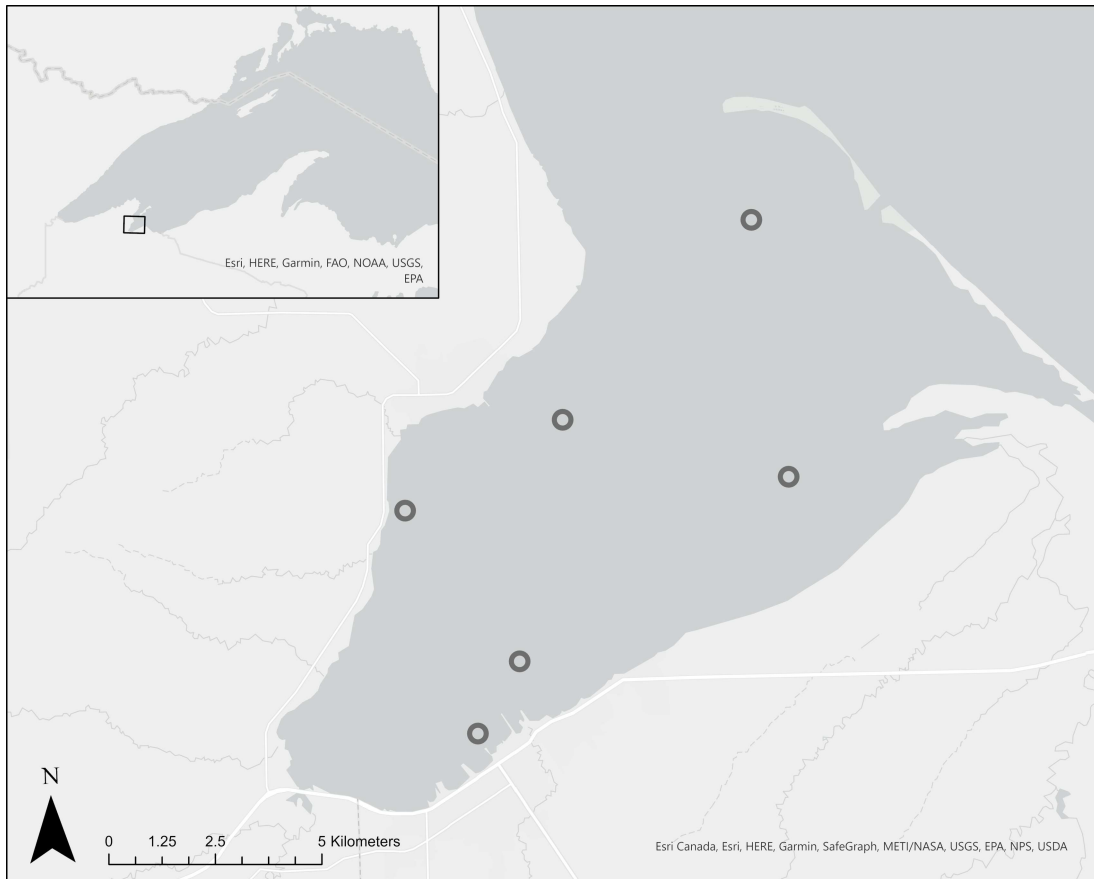 Esri, HERE, Garmin, FAO, NOAA, USGS,
EPA
N
0 1.25 2.5 5 Kilometers
Esri Canada, Esri, HERE, Garmin, SafeGraph, METI/NASA, USGS, EPA, NPS, USDA